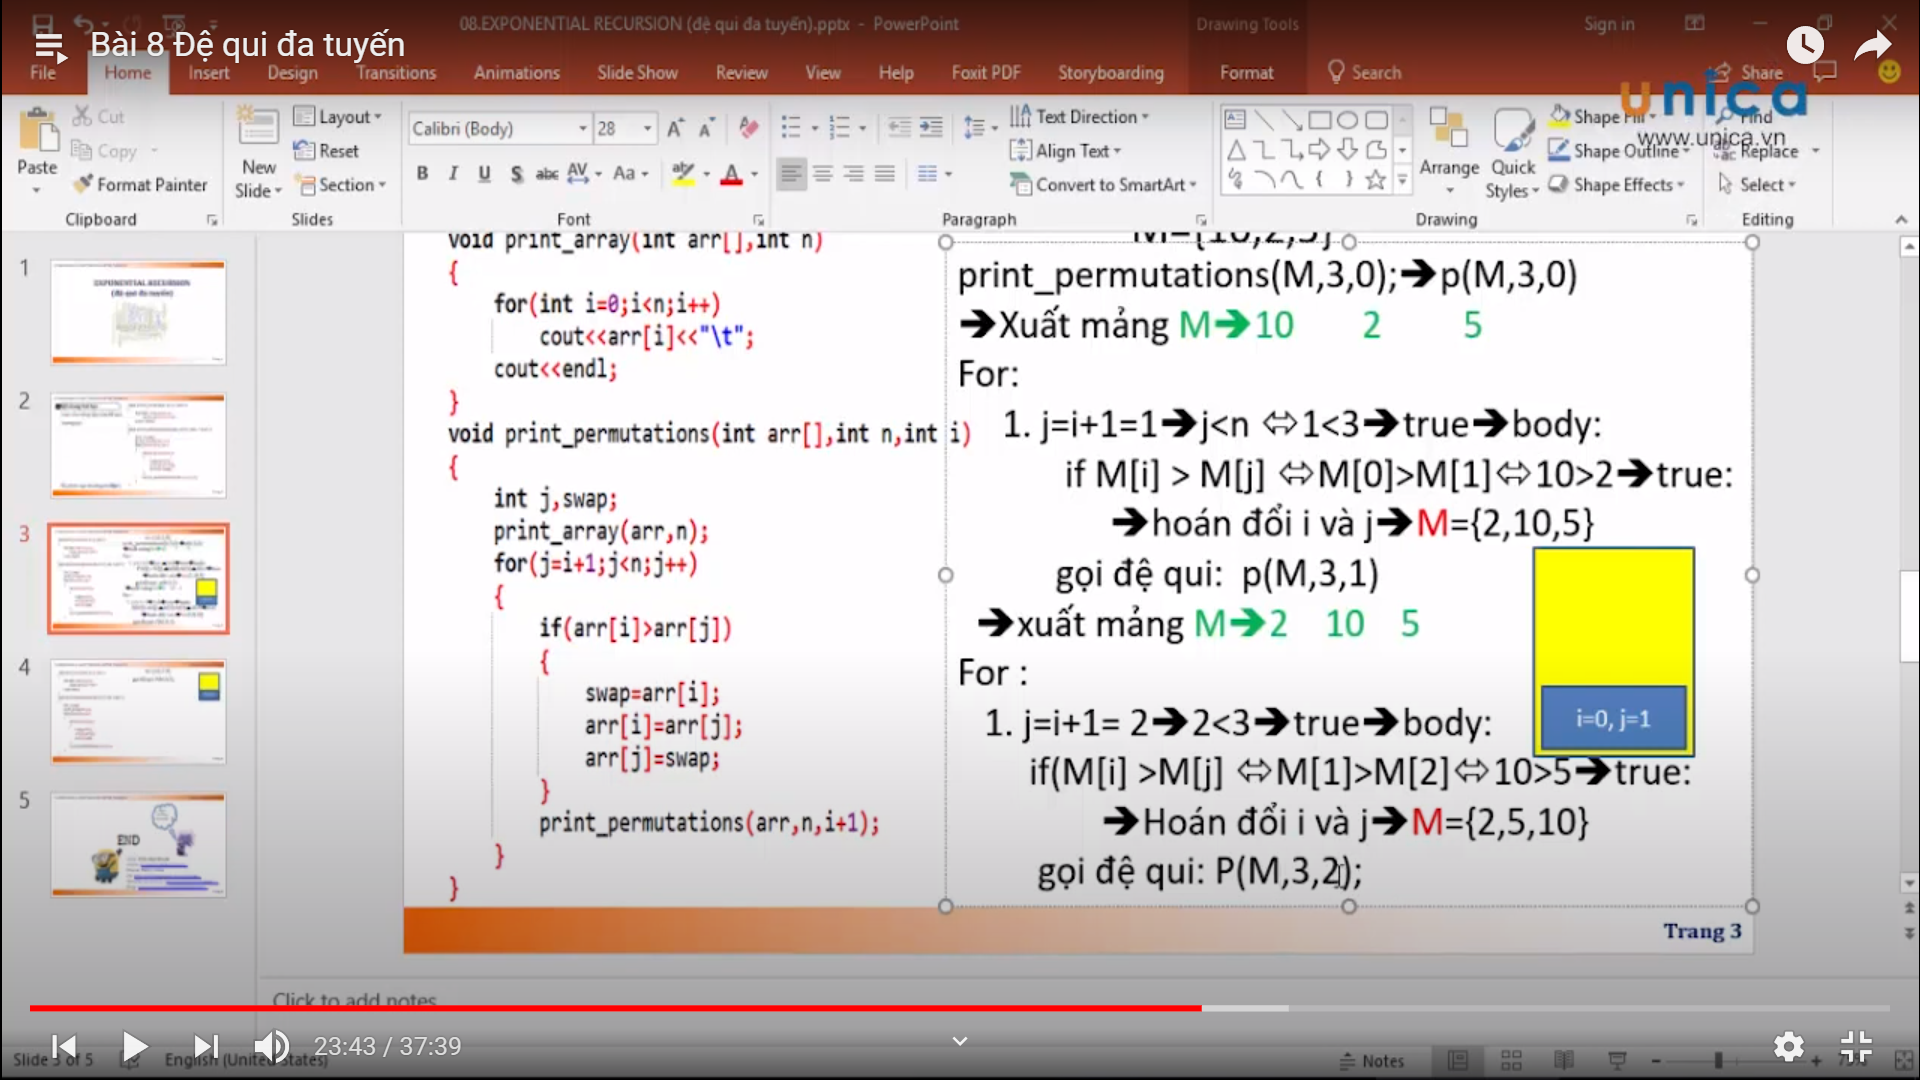 08.EXPONENTIAL RECURSION (đệ qui đa tuyến).pptx - PowerPoint
Drawing Tools
Sign in
Bài 8 Đệ qui đa tuyến
File Home Insert Design Transitions Animations Slide Show Review View Help Foxit PDF Storyboarding Format Search Share
unica
www.unica.vn
Paste
Cut
Copy
Format Painter
Clipboard
New Slide
Layout
Reset
Section
Slides
Calibri (Body) 28
B I U S abc AV Aa
Font
Text Direction
Align Text
Convert to SmartArt
Paragraph
Arrange
Quick Styles
Shape Fill
Shape Outline
Shape Effects
Drawing
Find
Replace
Select
Editing
1
EXPONENTIAL RECURSION
(đệ qui đa tuyến)
2
3
4
5
END
void print_array(int arr[],int n)
{
for(int i=0;i<n;i++)
cout<<arr[i]<<"\t";
cout<<endl;
}
void print_permutations(int arr[],int n,int i)
{
int j,swap;
print_array(arr,n);
for(j=i+1;j<n;j++)
{
if(arr[i]>arr[j])
{
swap=arr[i];
arr[i]=arr[j];
arr[j]=swap;
}
print_permutations(arr,n,i+1);
}
}
M={10,2,5}
print_permutations(M,3,0);➔p(M,3,0)
➔Xuất mảng M➔10 2 5
For:
1. j=i+1=1➔j<n ⬄1<3➔true➔body:
if M[i] > M[j] ⬄M[0]>M[1]⬄10>2➔true:
➔hoán đổi i và j➔M={2,10,5}
gọi đệ qui: p(M,3,1)
➔xuất mảng M➔2 10 5
For :
1. j=i+1= 2➔2<3➔true➔body:
if(M[i] >M[j] ⬄M[1]>M[2]⬄10>5➔true:
➔Hoán đổi i và j➔M={2,5,10}
gọi đệ qui: P(M,3,2);
i=0, j=1
Trang 3
Click to add notes
23:43 / 37:39
Slide 3 of 5 English (United States)
Notes